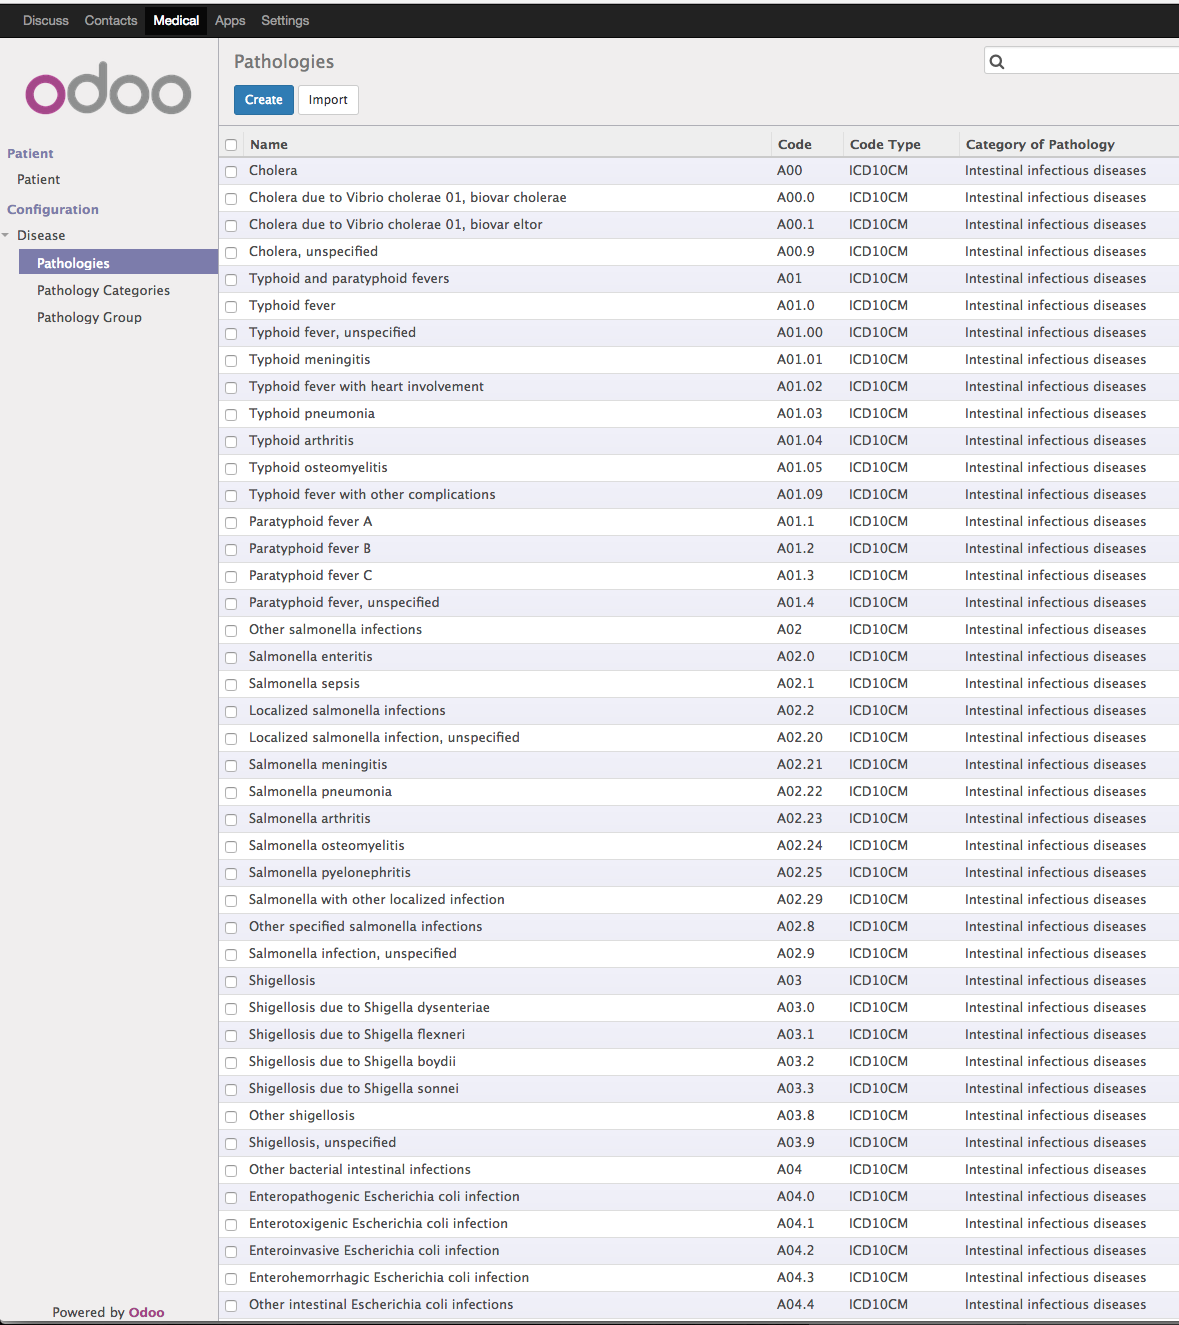 Discuss Contacts Medical Apps Settings
odoo
Patient
Patient
Configuration
Disease
Pathologies
Pathology Categories
Pathology Group
Powered by Odoo
Pathologies
Create Import
Name Code Code Type Category of Pathology
Cholera A00 ICD10CM Intestinal infectious diseases
Cholera due to Vibrio cholerae 01, biovar cholerae A00.0 ICD10CM Intestinal infectious diseases
Cholera due to Vibrio cholerae 01, biovar eltor A00.1 ICD10CM Intestinal infectious diseases
Cholera, unspecified A00.9 ICD10CM Intestinal infectious diseases
Typhoid and paratyphoid fevers A01 ICD10CM Intestinal infectious diseases
Typhoid fever A01.0 ICD10CM Intestinal infectious diseases
Typhoid fever, unspecified A01.00 ICD10CM Intestinal infectious diseases
Typhoid meningitis A01.01 ICD10CM Intestinal infectious diseases
Typhoid fever with heart involvement A01.02 ICD10CM Intestinal infectious diseases
Typhoid pneumonia A01.03 ICD10CM Intestinal infectious diseases
Typhoid arthritis A01.04 ICD10CM Intestinal infectious diseases
Typhoid osteomyelitis A01.05 ICD10CM Intestinal infectious diseases
Typhoid fever with other complications A01.09 ICD10CM Intestinal infectious diseases
Paratyphoid fever A A01.1 ICD10CM Intestinal infectious diseases
Paratyphoid fever B A01.2 ICD10CM Intestinal infectious diseases
Paratyphoid fever C A01.3 ICD10CM Intestinal infectious diseases
Paratyphoid fever, unspecified A01.4 ICD10CM Intestinal infectious diseases
Other salmonella infections A02 ICD10CM Intestinal infectious diseases
Salmonella enteritis A02.0 ICD10CM Intestinal infectious diseases
Salmonella sepsis A02.1 ICD10CM Intestinal infectious diseases
Localized salmonella infections A02.2 ICD10CM Intestinal infectious diseases
Localized salmonella infection, unspecified A02.20 ICD10CM Intestinal infectious diseases
Salmonella meningitis A02.21 ICD10CM Intestinal infectious diseases
Salmonella pneumonia A02.22 ICD10CM Intestinal infectious diseases
Salmonella arthritis A02.23 ICD10CM Intestinal infectious diseases
Salmonella osteomyelitis A02.24 ICD10CM Intestinal infectious diseases
Salmonella pyelonephritis A02.25 ICD10CM Intestinal infectious diseases
Salmonella with other localized infection A02.29 ICD10CM Intestinal infectious diseases
Other specified salmonella infections A02.8 ICD10CM Intestinal infectious diseases
Salmonella infection, unspecified A02.9 ICD10CM Intestinal infectious diseases
Shigellosis A03 ICD10CM Intestinal infectious diseases
Shigellosis due to Shigella dysenteriae A03.0 ICD10CM Intestinal infectious diseases
Shigellosis due to Shigella flexneri A03.1 ICD10CM Intestinal infectious diseases
Shigellosis due to Shigella boydii A03.2 ICD10CM Intestinal infectious diseases
Shigellosis due to Shigella sonnei A03.3 ICD10CM Intestinal infectious diseases
Other shigellosis A03.8 ICD10CM Intestinal infectious diseases
Shigellosis, unspecified A03.9 ICD10CM Intestinal infectious diseases
Other bacterial intestinal infections A04 ICD10CM Intestinal infectious diseases
Enteropathogenic Escherichia coli infection A04.0 ICD10CM Intestinal infectious diseases
Enterotoxigenic Escherichia coli infection A04.1 ICD10CM Intestinal infectious diseases
Enteroinvasive Escherichia coli infection A04.2 ICD10CM Intestinal infectious diseases
Enterohemorrhagic Escherichia coli infection A04.3 ICD10CM Intestinal infectious diseases
Other intestinal Escherichia coli infections A04.4 ICD10CM Intestinal infectious diseases